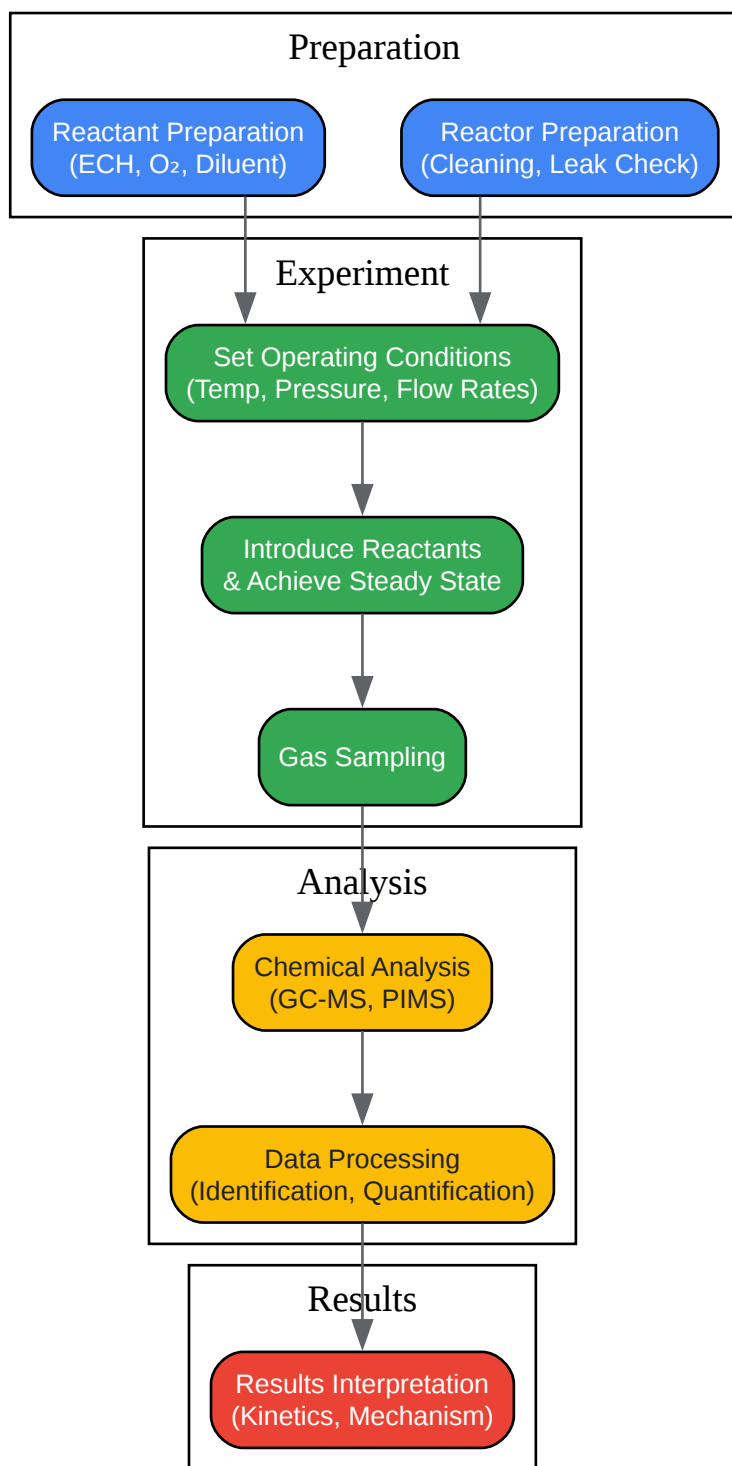 Preparation
Reactant Preparation
(ECH, O₂, Diluent)
Reactor Preparation
(Cleaning, Leak Check)
Experiment
Set Operating Conditions
(Temp, Pressure, Flow Rates)
Introduce Reactants
& Achieve Steady State
Gas Sampling
Analysis
Chemical Analysis
(GC-MS, PIMS)
Data Processing
(Identification, Quantification)
Results
Results Interpretation
(Kinetics, Mechanism)